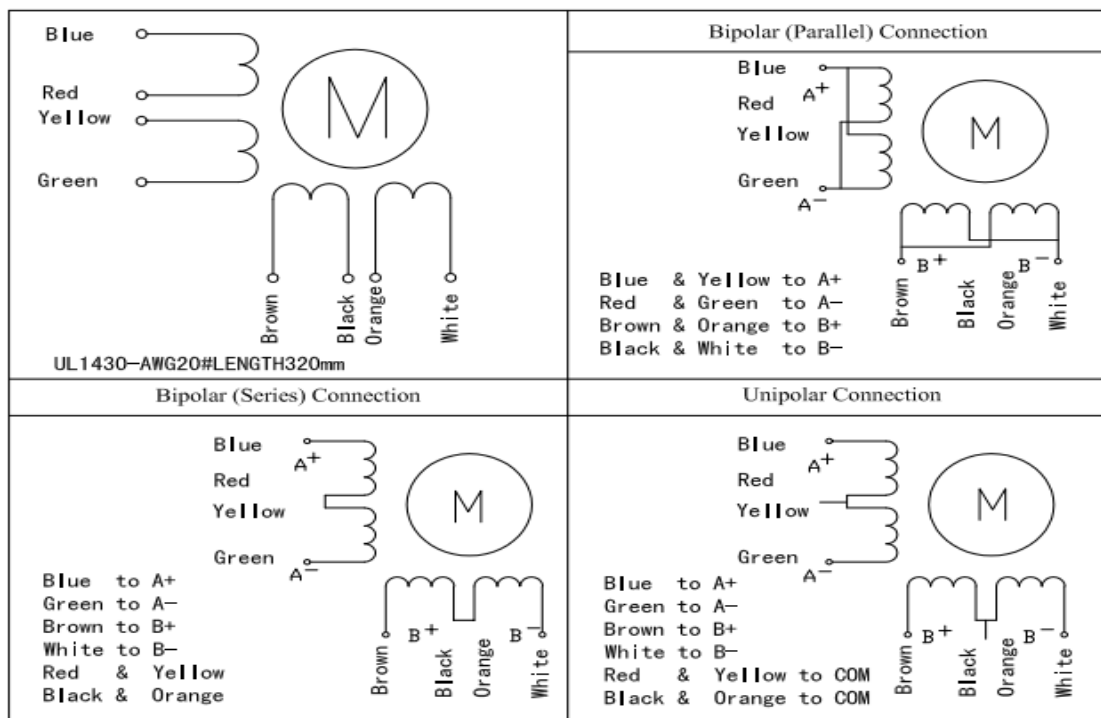 Blue
Red
Yellow
Green
M
Brown
Black
Orange
White
UL1430-AWG20#LENGTH320mm
Bipolar (Parallel) Connection
Blue
A+
Red
Yellow
Green
A-
M
B+
B-
Brown
Black
Orange
White
Blue & Yellow to A+
Red & Green to A-
Brown & Orange to B+
Black & White to B-
Bipolar (Series) Connection
Blue
A+
Red
Yellow
Green
A-
M
B+
B-
Brown
Black
Orange
White
Blue to A+
Green to A-
Brown to B+
White to B-
Red & Yellow
Black & Orange
Unipolar Connection
Blue
A+
Red
Yellow
Green
A-
M
B+
B-
Brown
Black
Orange
White
Blue to A+
Green to A-
Brown to B+
White to B-
Red & Yellow to COM
Black & Orange to COM